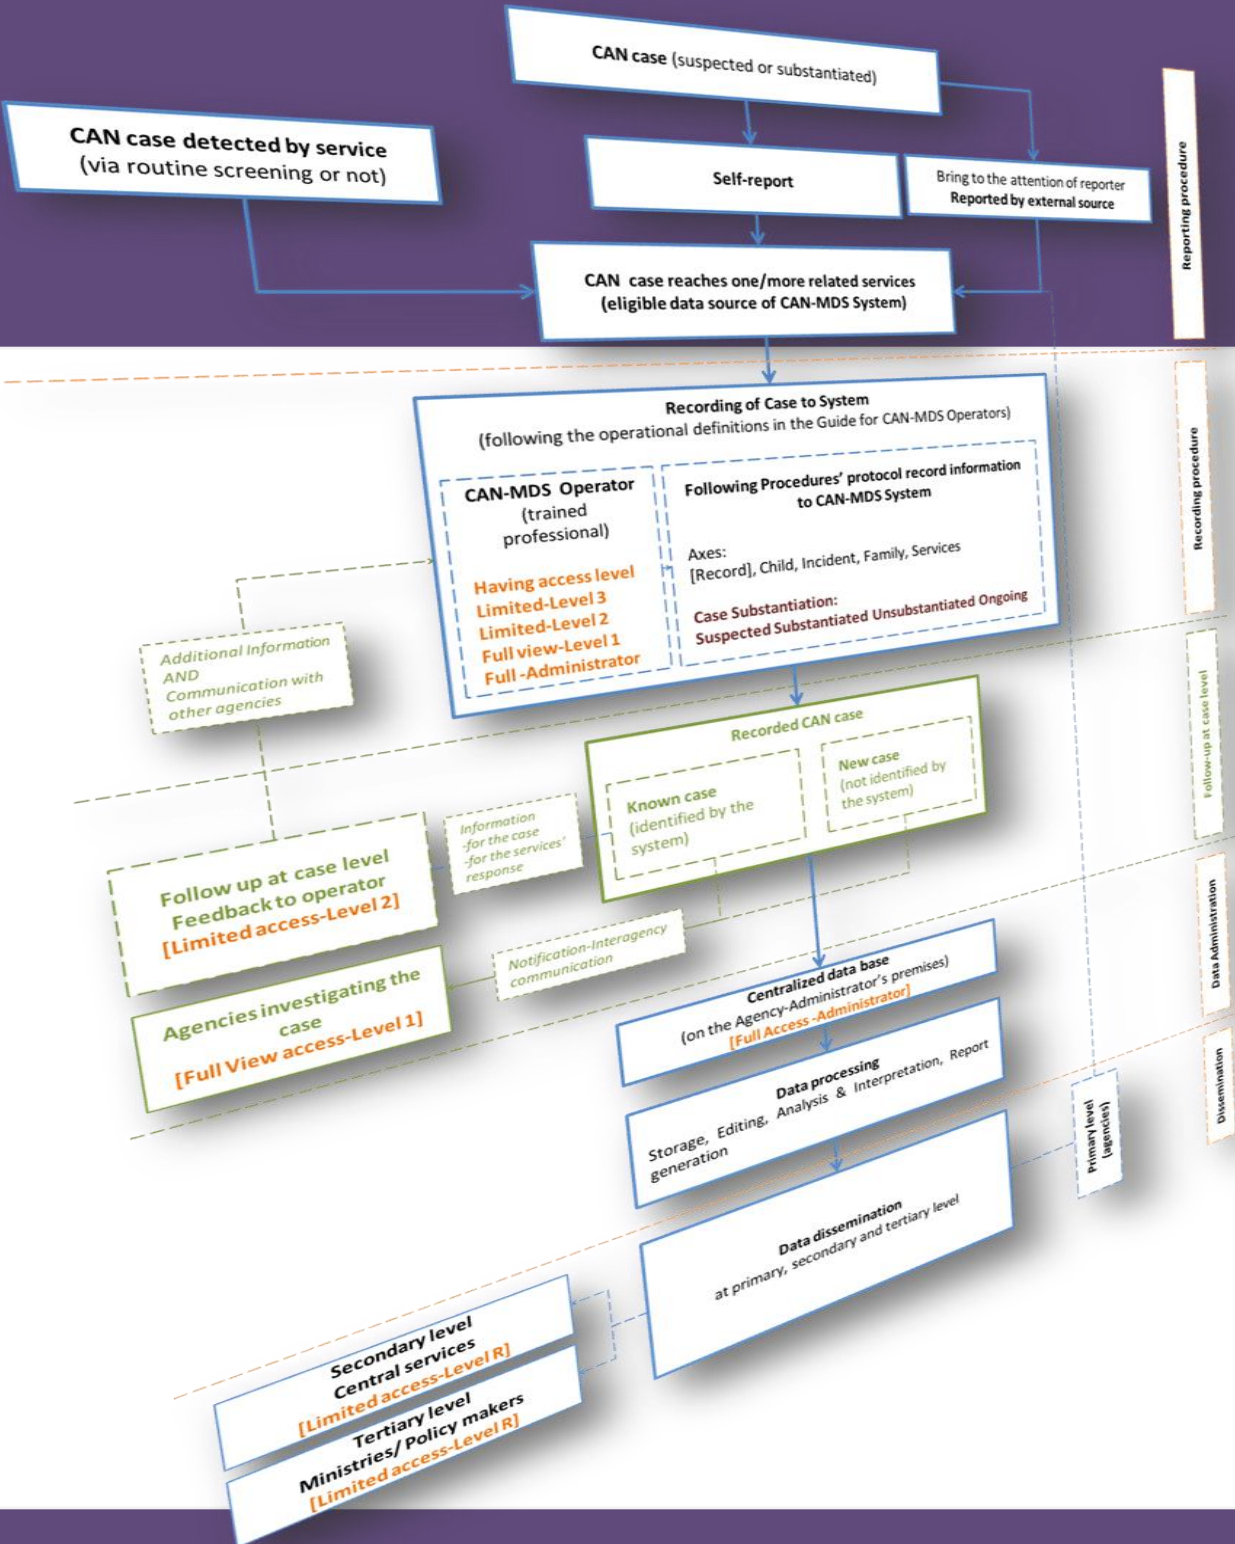 CAN case (suspected or substantiated)
CAN case detected by service
(via routine screening or not)
Self-report
Bring to the attention of reporter
Reported by external source
CAN case reaches one/more related services
(eligible data source of CAN-MDS System)
Reporting procedure
Recording of Case to System
(following the operational definitions in the Guide for CAN-MDS Operators)
CAN-MDS Operator
(trained
professional)
Having access level
Limited-Level 3
Limited-Level 2
Full view-Level 1
Full -Administrator
Following Procedures' protocol record information
to CAN-MDS System
Axes:
[Record], Child, Incident, Family, Services
Case Substantiation:
Suspected Substantiated Unsubstantiated Ongoing
Recording procedure
Additional Information
AND
Communication with
other agencies
Recorded CAN case
Known case
(identified by the
system)
New case
(not identified by
the system)
Follow-up at case level
Information
-for the case
-for the services'
response
Follow up at case level
Feedback to operator
[Limited access-Level 2]
Notification-Interagency
communication
Agencies investigating the
case
[Full View access-Level 1]
Centralized data base
(on the Agency-Administrator's premises)
[Full Access -Administrator]
Data Administration
Data processing
Storage, Editing, Analysis & Interpretation, Report
generation
Dissemination
Primary level
(agencies)
Data dissemination
at primary, secondary and tertiary level
Secondary level
Central services
[Limited access-Level R]
Tertiary level
Ministries/ Policy makers
[Limited access-Level R]